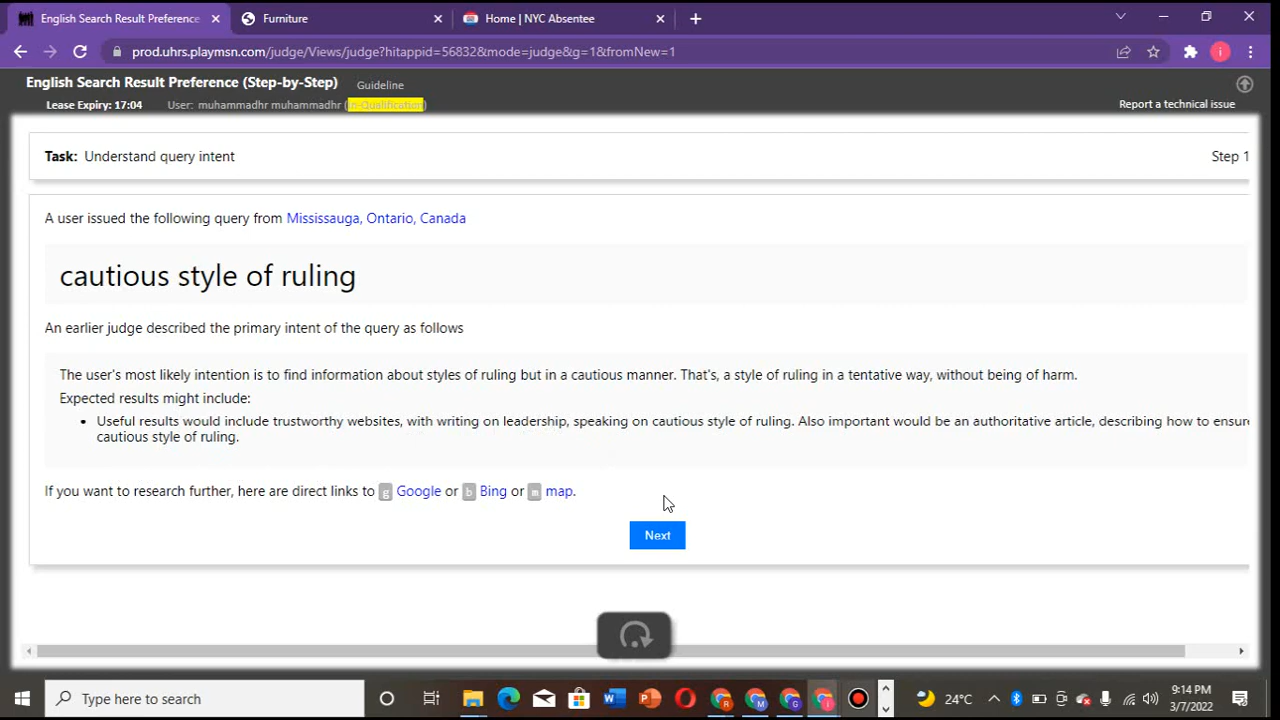 English Search Result Preference
Furniture
Home | NYC Absentee
prod.uhrs.playmsn.com/judge/Views/judge?hitappid=56832&mode=judge&g=1&fromNew=1
English Search Result Preference (Step-by-Step) Guideline
Lease Expiry: 17:04 User: muhammadhr muhammadhr (In-Qualification)
Report a technical issue
Task: Understand query intent
Step 1
A user issued the following query from Mississauga, Ontario, Canada
cautious style of ruling
An earlier judge described the primary intent of the query as follows
The user's most likely intention is to find information about styles of ruling but in a cautious manner. That's, a style of ruling in a tentative way, without being of harm.
Expected results might include:
• Useful results would include trustworthy websites, with writing on leadership, speaking on cautious style of ruling. Also important would be an authoritative article, describing how to ensure
cautious style of ruling.
If you want to research further, here are direct links to g Google or b Bing or m map.
Next
Type here to search
24°C
9:14 PM
3/7/2022